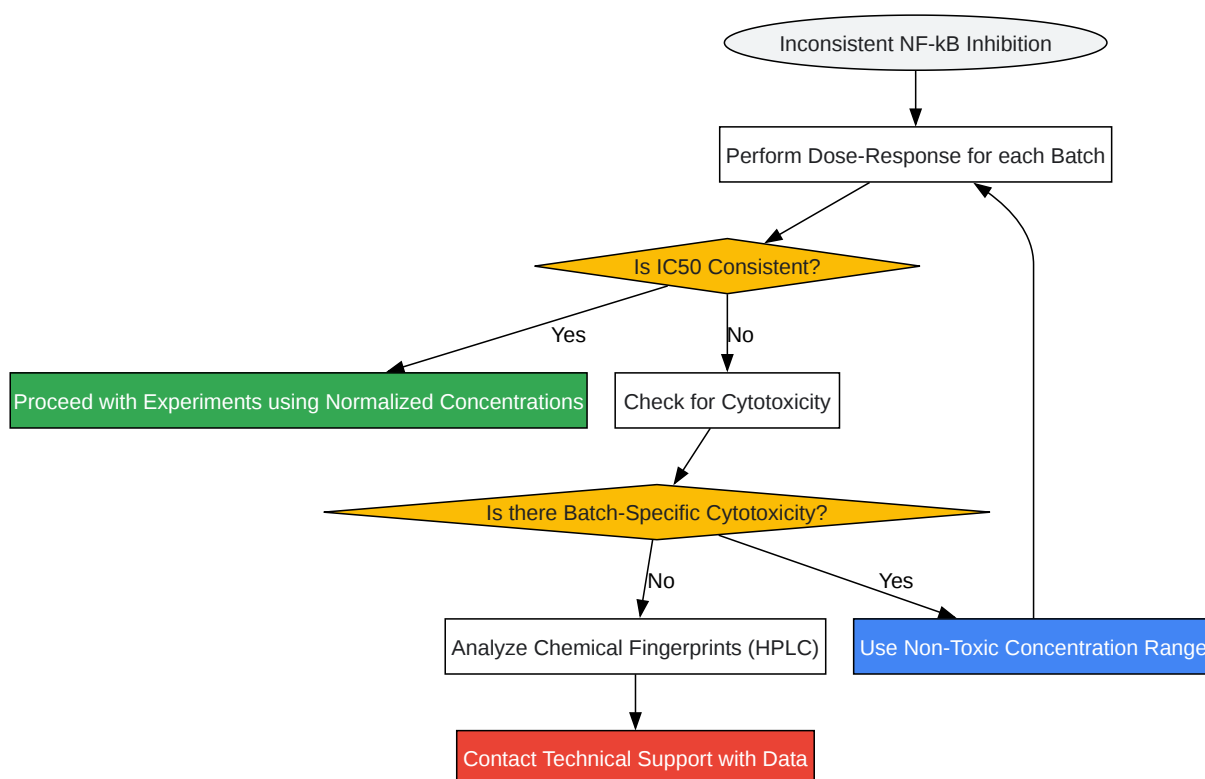 Inconsistent NF-kB Inhibition
Perform Dose-Response for each Batch
Is IC50 Consistent?
Yes
No
Proceed with Experiments using Normalized Concentrations
Check for Cytotoxicity
Is there Batch-Specific Cytotoxicity?
No
Yes
Analyze Chemical Fingerprints (HPLC)
Use Non-Toxic Concentration Range
Contact Technical Support with Data